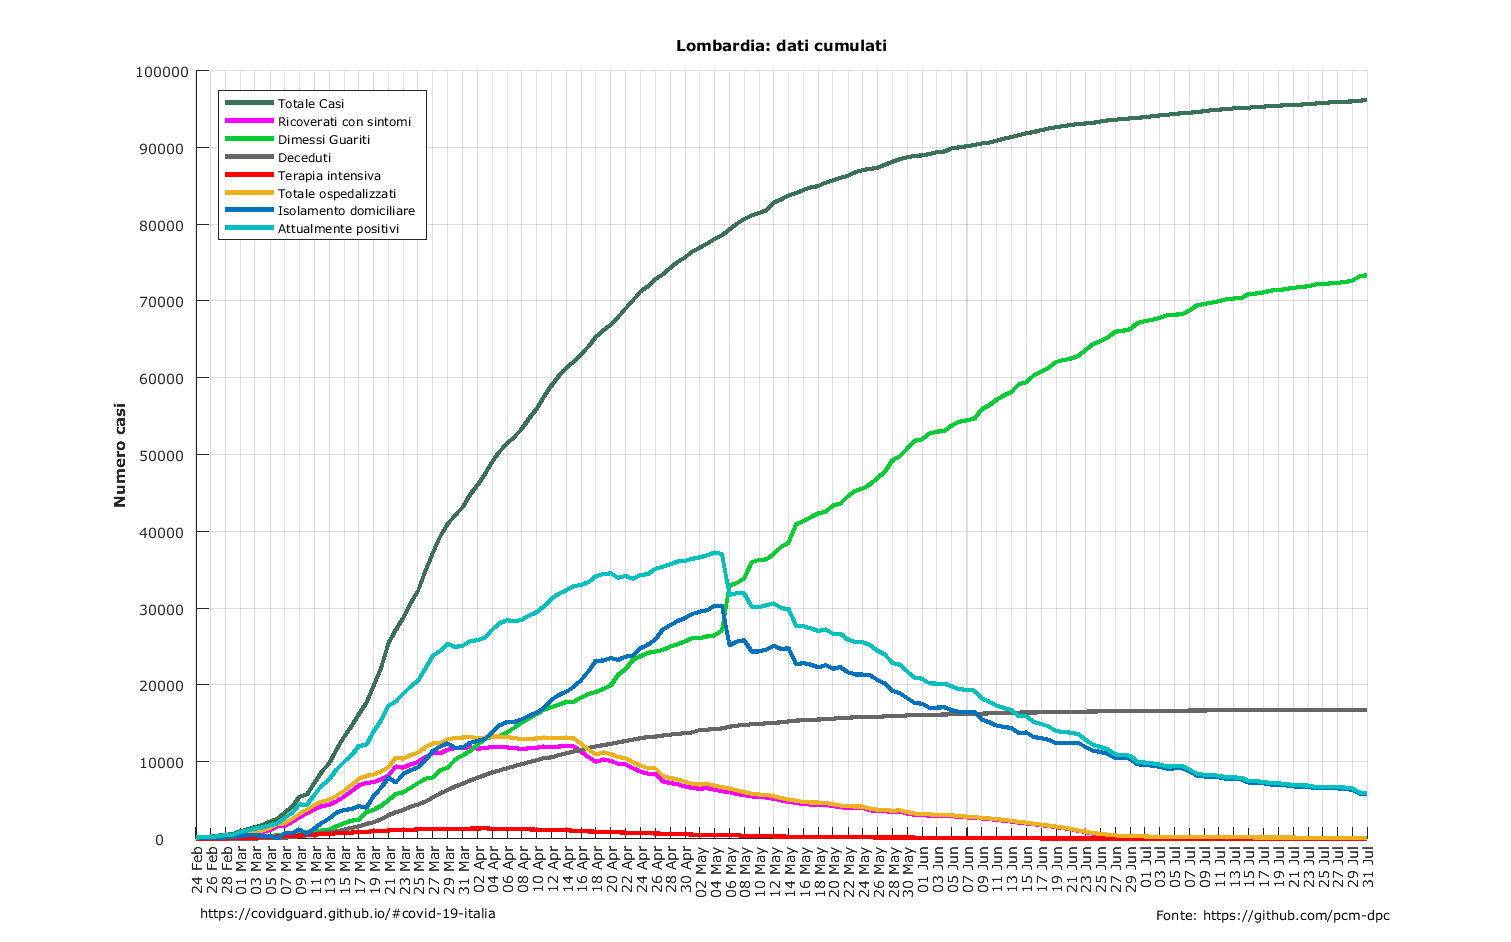 Lombardia: dati cumulati
100000
90000
80000
70000
60000
50000
40000
30000
20000
10000
0
Numero casi
Totale Casi
Ricoverati con sintomi
Dimessi Guariti
Deceduti
Terapia intensiva
Totale ospedalizzati
Isolamento domiciliare
Attualmente positivi
24 Feb
26 Feb
28 Feb
01 Mar
03 Mar
05 Mar
07 Mar
09 Mar
11 Mar
13 Mar
15 Mar
17 Mar
19 Mar
21 Mar
23 Mar
25 Mar
27 Mar
29 Mar
31 Mar
02 Apr
04 Apr
06 Apr
08 Apr
10 Apr
12 Apr
14 Apr
16 Apr
18 Apr
20 Apr
22 Apr
24 Apr
26 Apr
28 Apr
30 Apr
02 May
04 May
06 May
08 May
10 May
12 May
14 May
16 May
18 May
20 May
22 May
24 May
26 May
28 May
30 May
01 Jun
03 Jun
05 Jun
07 Jun
09 Jun
11 Jun
13 Jun
15 Jun
17 Jun
19 Jun
21 Jun
23 Jun
25 Jun
27 Jun
29 Jun
01 Jul
03 Jul
05 Jul
07 Jul
09 Jul
11 Jul
13 Jul
15 Jul
17 Jul
19 Jul
21 Jul
23 Jul
25 Jul
27 Jul
29 Jul
31 Jul
https://covidguard.github.io/#covid-19-italia
Fonte: https://github.com/pcm-dpc